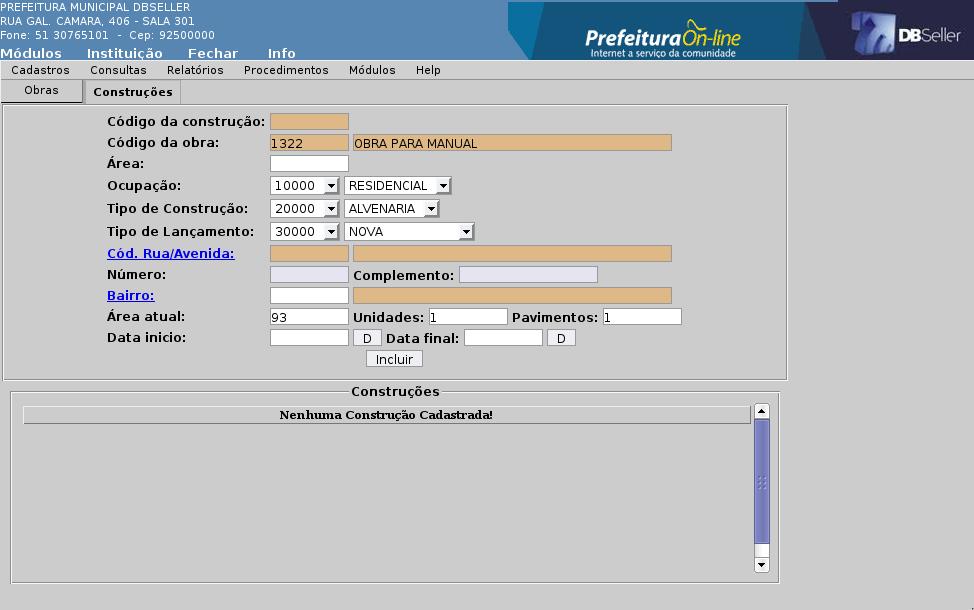 PREFEITURA MUNICIPAL DBSELLER
RUA GAL. CAMARA, 406 - SALA 301
Fone: 51 30765101  -  Cep: 92500000
Prefeitura On-line
Internet a serviço da comunidade
DBSeller
Módulos Instituição Fechar Info
Cadastros Consultas Relatórios Procedimentos Módulos Help
Obras Construções
Código da construção:
Código da obra: 1322 OBRA PARA MANUAL
Área:
Ocupação: 10000 RESIDENCIAL
Tipo de Construção: 20000 ALVENARIA
Tipo de Lançamento: 30000 NOVA
Cód. Rua/Avenida:
Número: Complemento:
Bairro:
Área atual: 93 Unidades: 1 Pavimentos: 1
Data inicio: D Data final: D
Incluir
Construções
Nenhuma Construção Cadastrada!